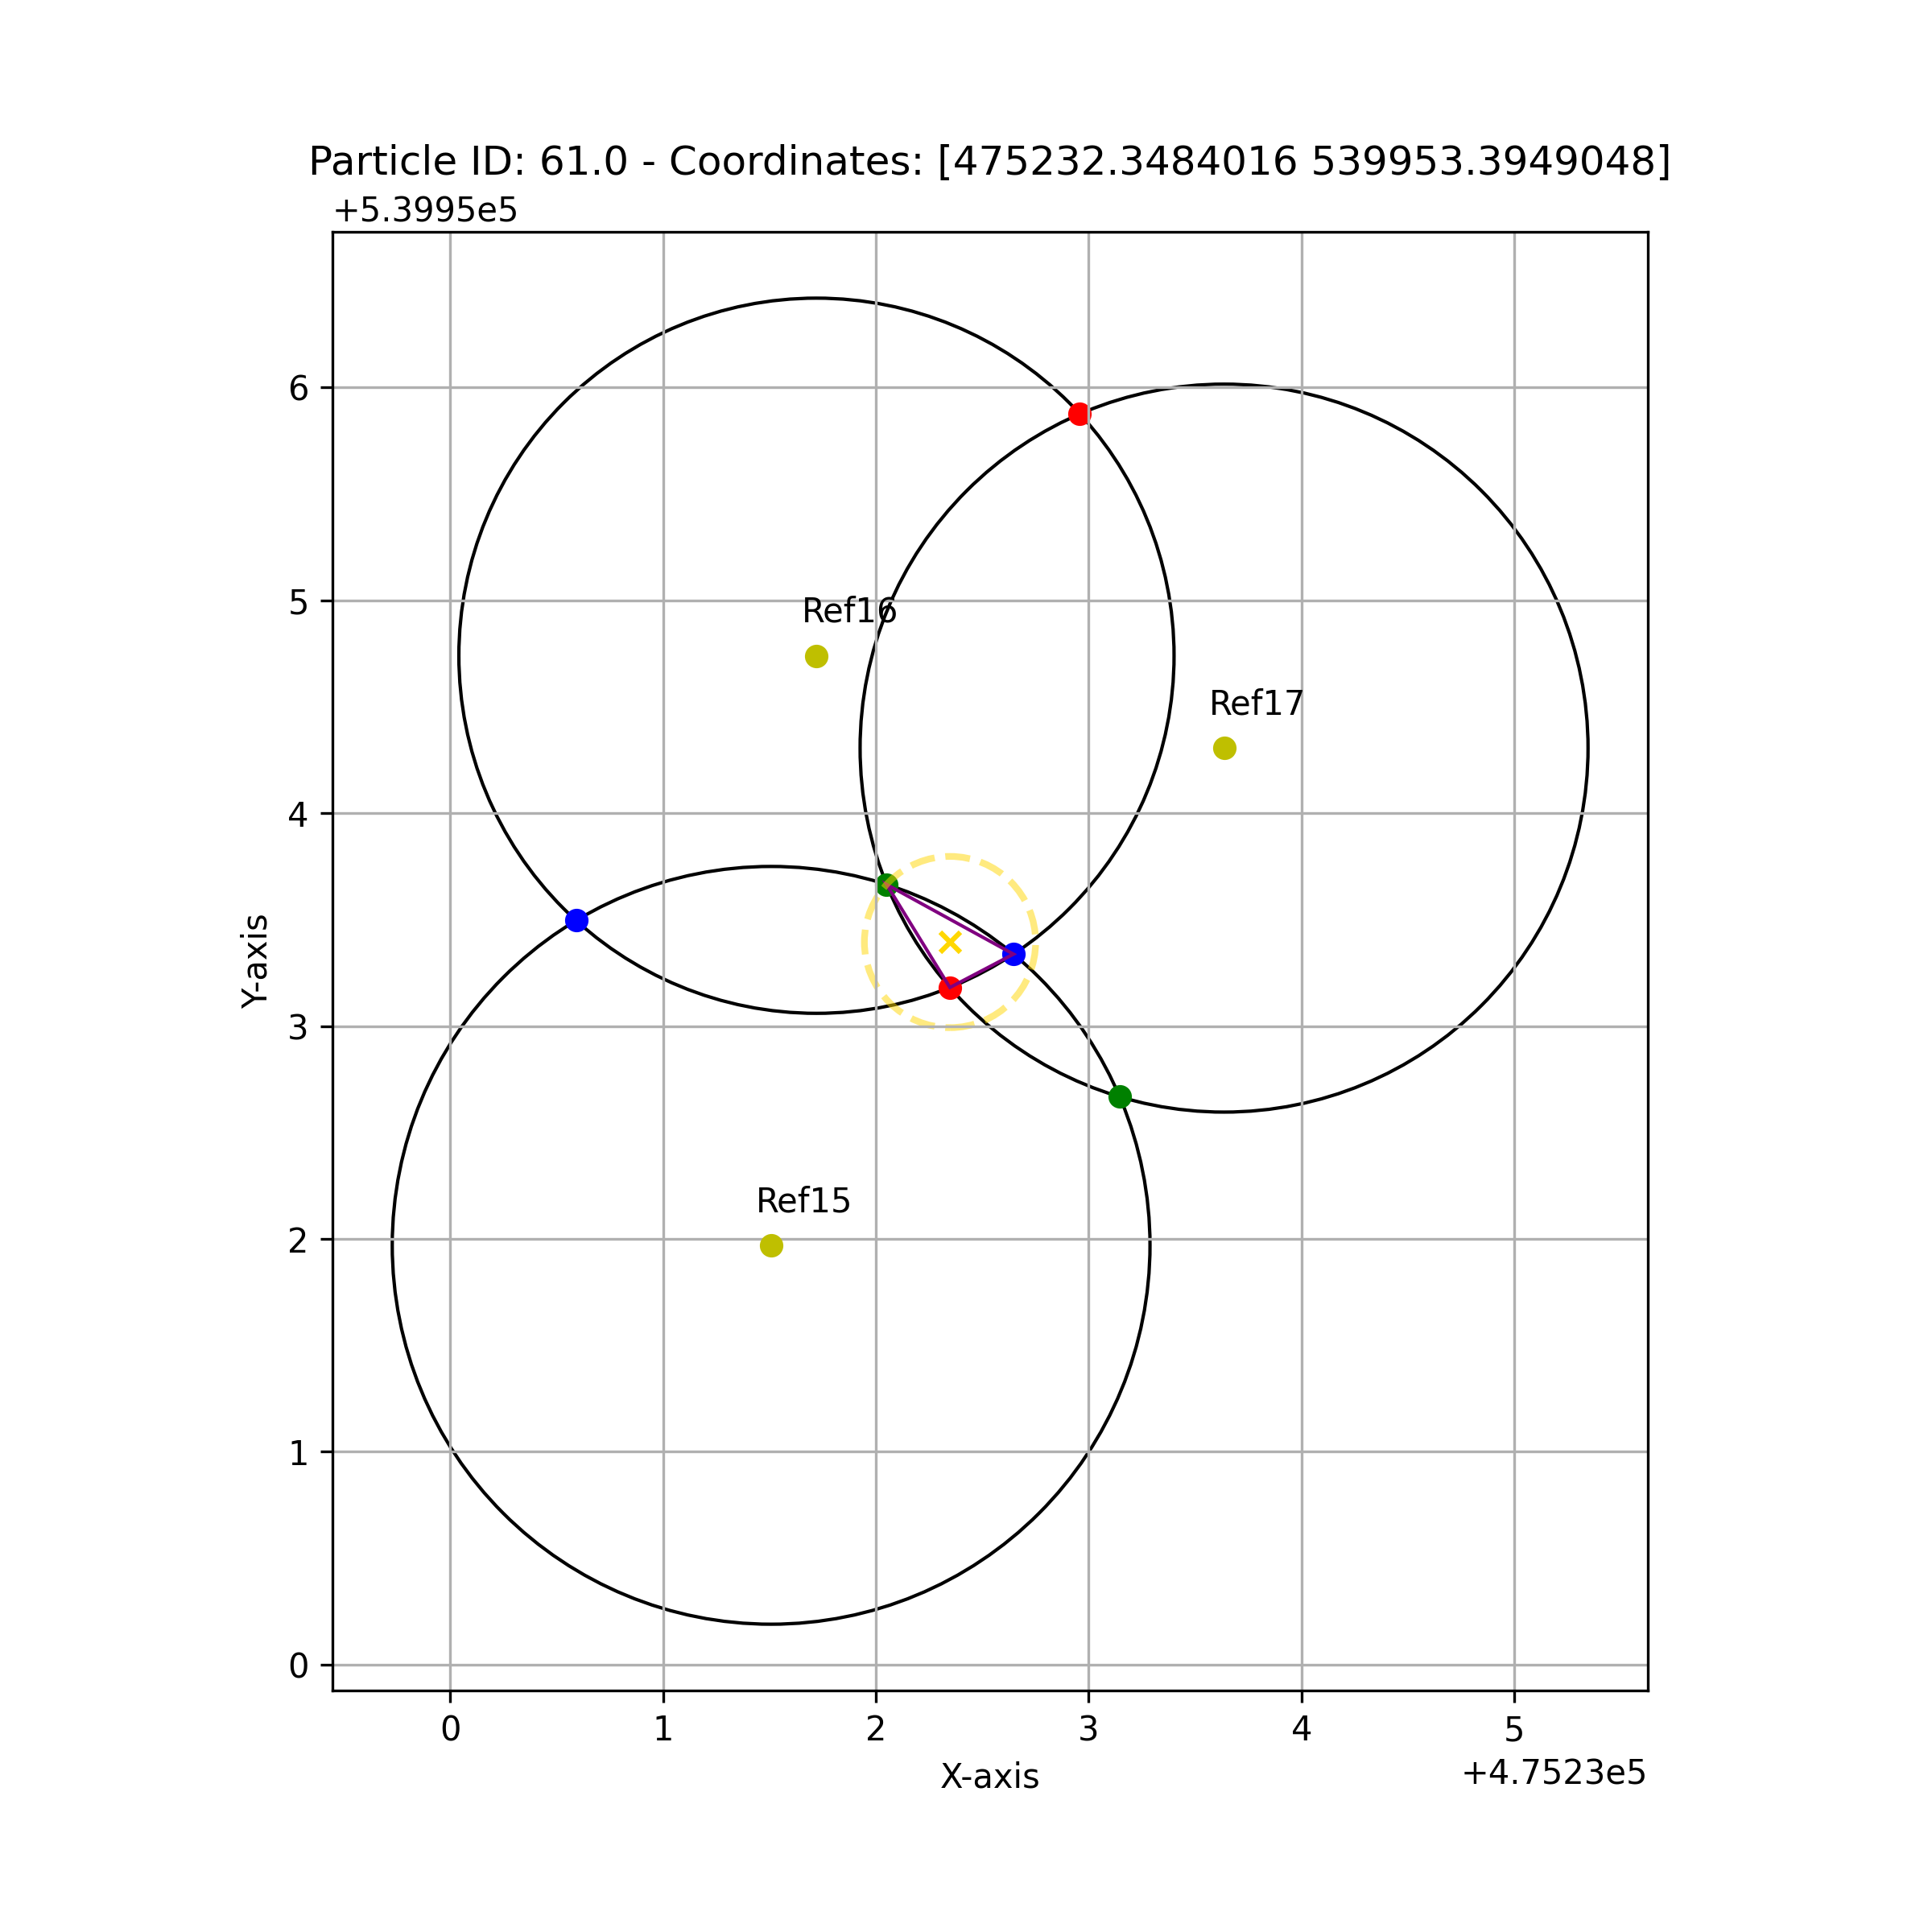 Particle ID: 61.0 - Coordinates: [475232.3484016 539953.3949048]
+5.3995e5
6
5
4
3
2
1
0
Y-axis
Ref16
Ref17
Ref15
0 1 2 3 4 5
X-axis
+4.7523e5